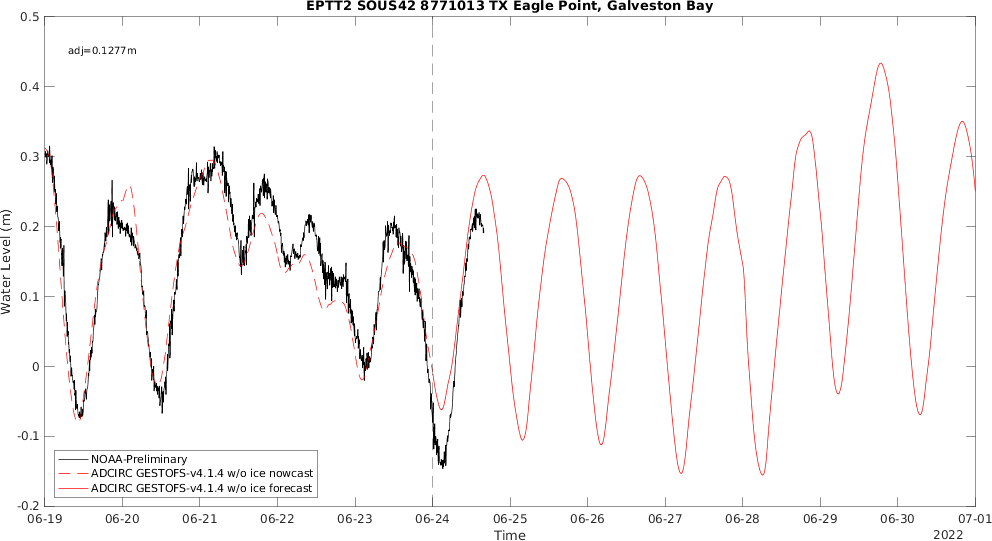 EPTT2 SOUS42 8771013 TX Eagle Point, Galveston Bay
adj=0.1277m
0.5
0.4
0.3
0.2
0.1
0
-0.1
-0.2
Water Level (m)
NOAA-Preliminary
ADCIRC GESTOFS-v4.1.4 w/o ice nowcast
ADCIRC GESTOFS-v4.1.4 w/o ice forecast
06-19 06-20 06-21 06-22 06-23 06-24 06-25 06-26 06-27 06-28 06-29 06-30 07-01
Time
2022